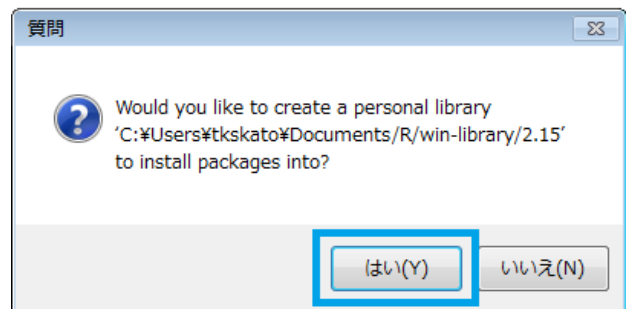 質問
Would you like to create a personal library
‘C:¥Users¥tkskato¥Documents/R/win-library/2.15’
to install packages into?
はい(Y)
いいえ(N)